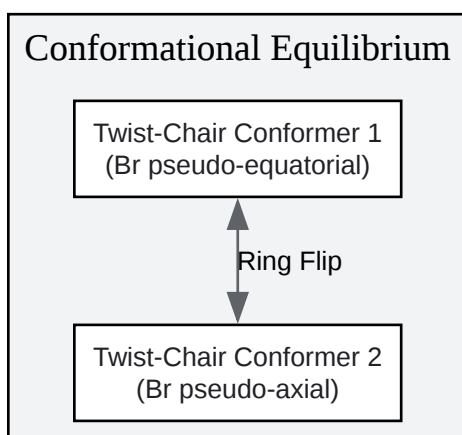 Conformational Equilibrium
Twist-Chair Conformer 1
(Br pseudo-equatorial)
Ring Flip
Twist-Chair Conformer 2
(Br pseudo-axial)